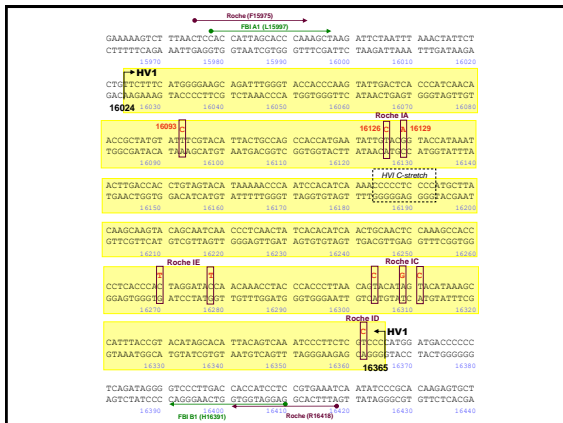 Roche (F15975)
FBI A1 (L15997)
GAAAAAGTCT TTAACTCCAC CATTAGCACC CAAAGCTAAG ATTCTAATTT AAACTATTCT
CTTTTTCAGA AATTGAGGTG GTAATCGTGG GTTTCGATTC TAAGATTAAA TTTGATAAGA
15970 15980 15990 16000 16010 16020
HV1
CTGTTCTTTC ATGGGGAAGC AGATTTGGGT ACCACCCAAG TATTGACTCA CCCATCAACA
GACAAGAAAG TACCCCTTCG TCTAAACCCA TGGTGGGTTC ATAACTGAGT GGGTAGTTGT
16024 16030 16040 16050 16060 16070 16080
Roche IA
16093 C 16126 C A 16129
ACCGCTATGT ATTTCGTACA TTACTGCCAG CCACCATGAA TATTGTACGG TACCATAAAT
TGGCGATACA TAAAGCATGT AATGACGGTC GGTGGTACTT ATAACATGCC ATGGTATTTA
16090 16100 16110 16120 16130 16140
HVI C-stretch
ACTTGACCAC CTGTAGTACA TAAAAACCCA ATCCACATCA AAACCCCCTC CCCATGCTTA
TGAACTGGTG GACATCATGT ATTTTTGGGT TAGGTGTAGT TTTGGGGGAG GGGTACGAAT
16150 16160 16170 16180 16190 16200
CAAGCAAGTA CAGCAATCAA CCCTCAACTA TCACACATCA ACTGCAACTC CAAAGCCACC
GTTCGTTCAT GTCGTTAGTT GGGAGTTGAT AGTGTGTAGT TGACGTTGAG GTTTCGGTGG
16210 16220 16230 16240 16250 16260
Roche IE Roche IC
T T C G C
CCTCACCCAC TAGGATACCA ACAAACCTAC CCACCCTTAA CAGTACATAG TACATAAAGC
GGAGTGGGTG ATCCTATGGT TGTTTGGATG GGTGGGAATT GTCATGTATC ATGTATTTCG
16270 16280 16290 16300 16310 16320
Roche ID
C HV1
CATTTACCGT ACATAGCACA TTACAGTCAA ATCCCTTCTC GTCCCCATGG ATGACCCCCC
GTAAATGGCA TGTATCGTGT AATGTCAGTT TAGGGAAGAG CAGGGGTACC TACTGGGGGG
16330 16340 16350 16360 16365 16370 16380
TCAGATAGGG GTCCCTTGAC CACCATCCTC CGTGAAATCA ATATCCCGCA CAAGAGTGCT
AGTCTATCCC CAGGGAACTG GTGGTAGGAG GCACTTTAGT TATAGGGCGT GTTCTCACGA
16390 16400 16410 16420 16430 16440
FBI B1 (H16391) Roche (R16418)